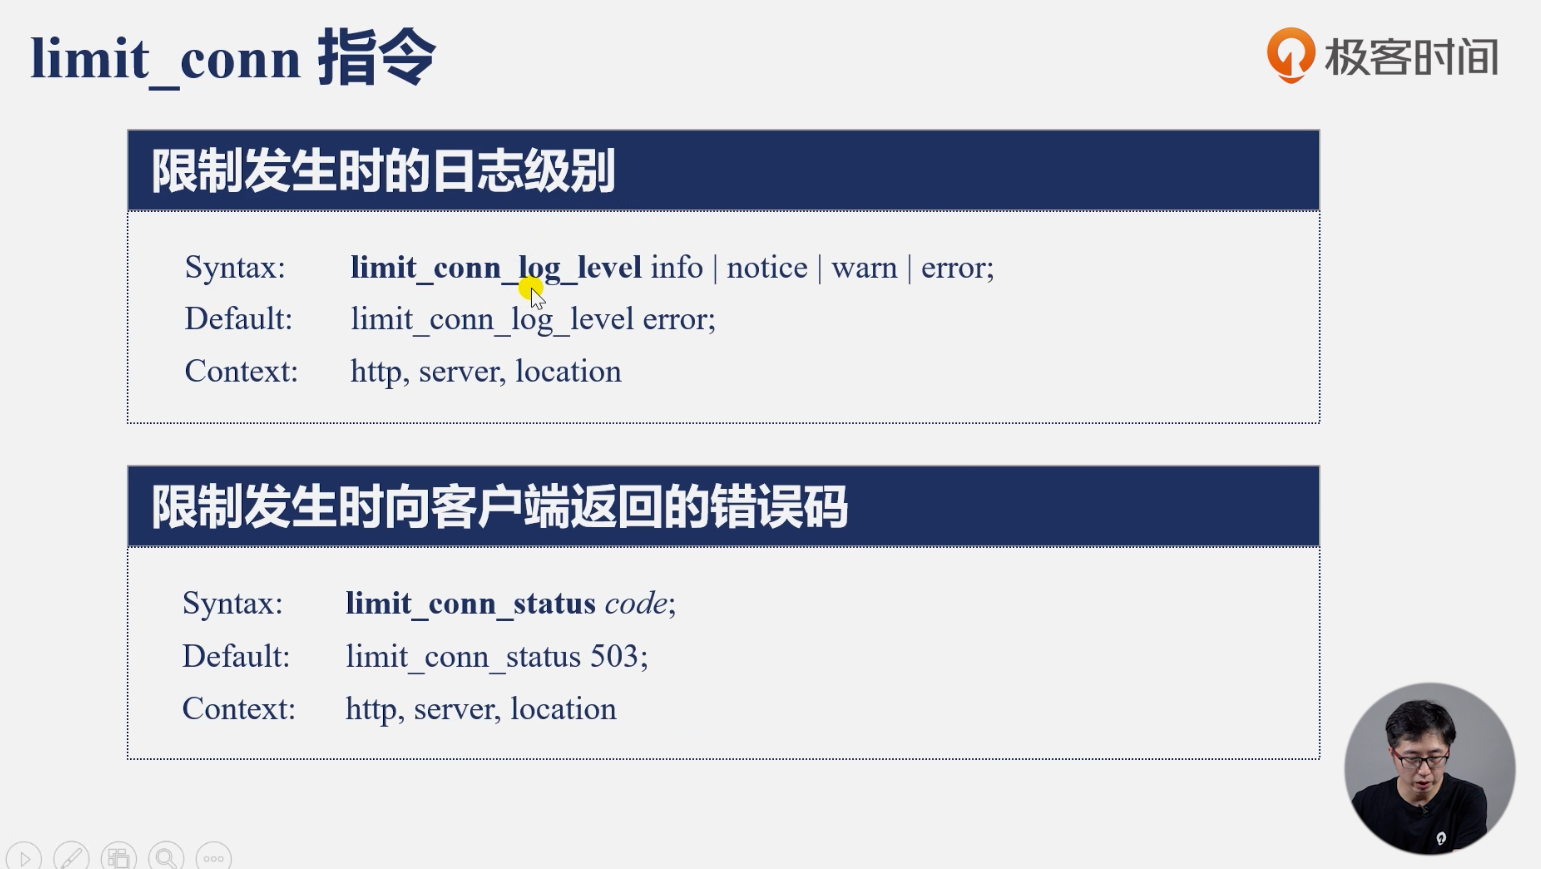 limit_conn 指令
极客时间
限制发生时的日志级别
Syntax: limit_conn_log_level info | notice | warn | error;
Default: limit_conn_log_level error;
Context: http, server, location
限制发生时向客户端返回的错误码
Syntax: limit_conn_status code;
Default: limit_conn_status 503;
Context: http, server, location